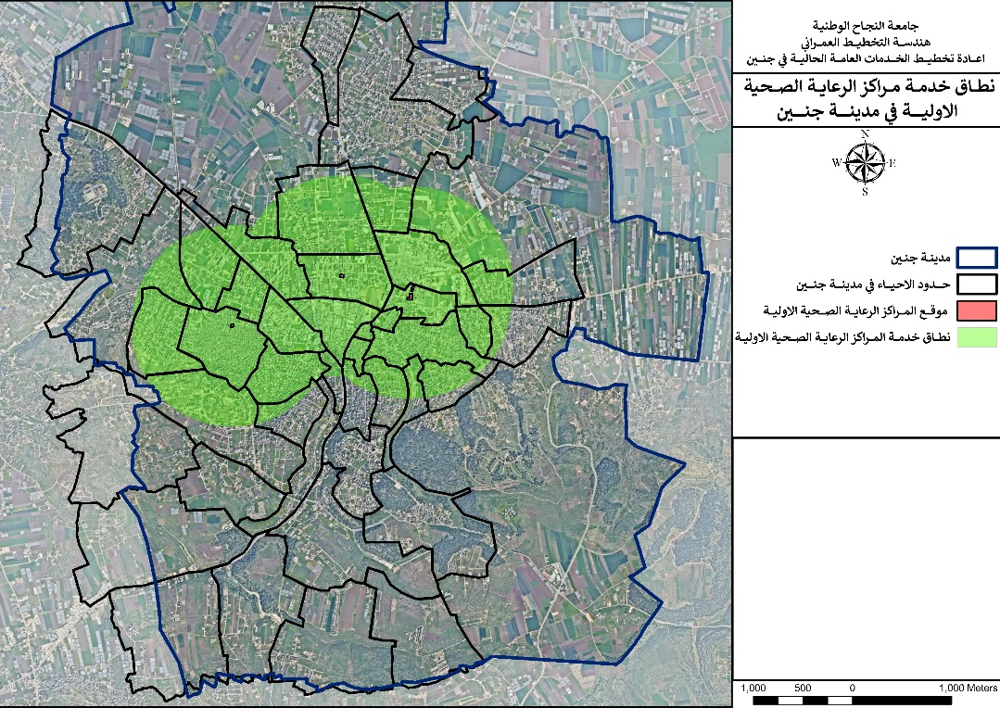 جامعة النجاح الوطنية
هندسة التخطيط العمراني
اعادة تخطيط الخدمات العامة الحالية في جنين
نطاق خدمة مراكز الرعاية الصحية
الاولية في مدينة جنين
N
W E
S
مدينة جنين
حدود الاحياء في مدينة جنين
موقع المراكز الرعاية الصحية الاولية
نطاق خدمة المراكز الرعاية الصحية الاولية
1,000 500 0 1,000 Meters